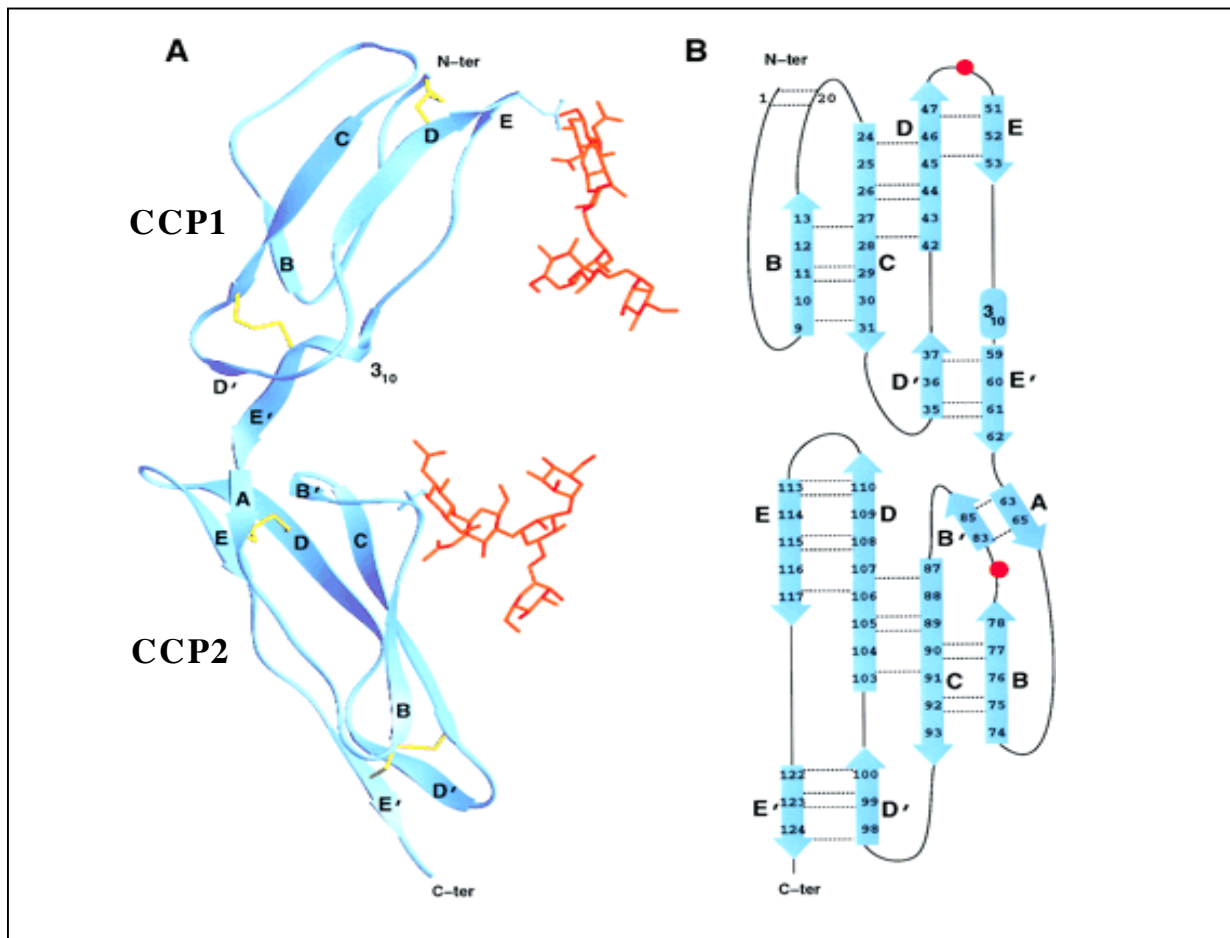 A
N-ter
C
D
E
CCP1
B
D'
3₁₀
E'
A
B'
E
D
C
CCP2
B
D'
E'
C-ter
B
N-ter
1 20
47
51
D
E
24
46
52
25
45
53
26
44
13
27
43
12
28
42
B
C
11
29
10
30
3₁₀
9
31
37
59
D'
36
60
E'
35
61
62
113
110
63
A
E
114
109
D
85
65
115
108
B'
83
116
107
87
117
106
88
78
105
89
77
104
90
76
103
91
C
B
92
75
93
74
122
100
E'
123
99
D'
124
98
C-ter